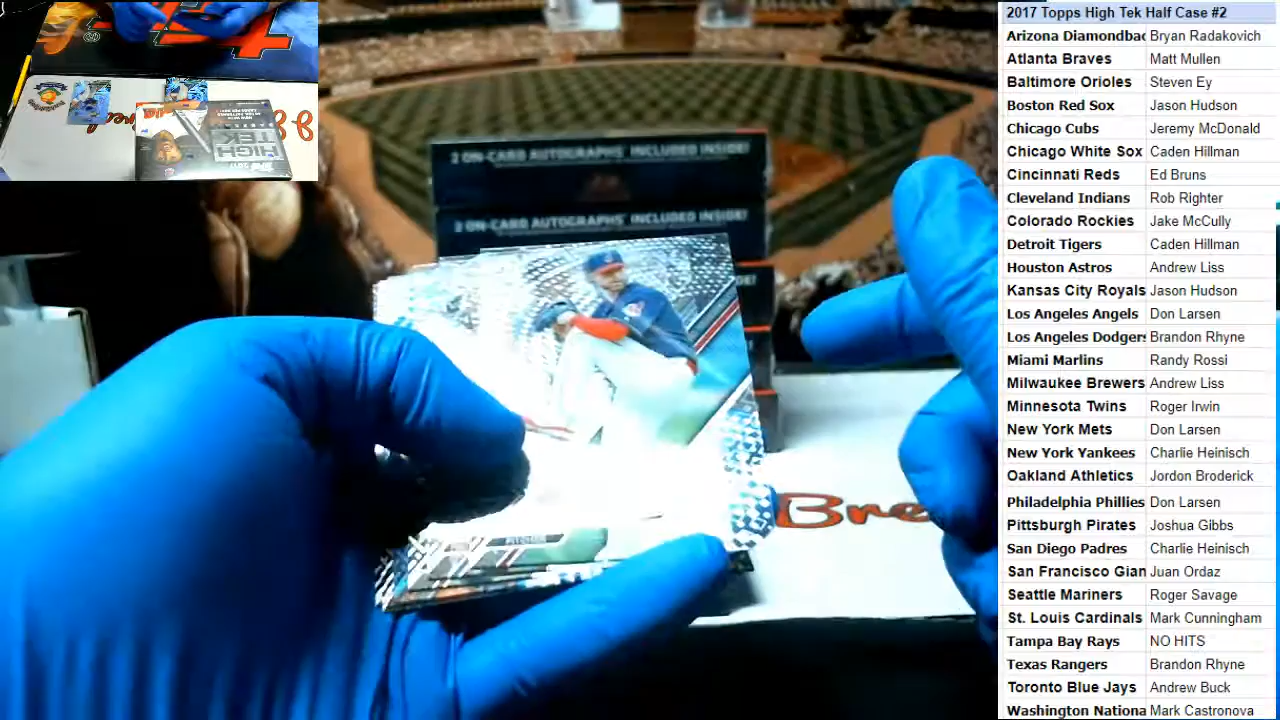 2017 Topps High Tek Half Case #2
Arizona Diamondbac Bryan Radakovich
Atlanta Braves Matt Mullen
Baltimore Orioles Steven Ey
Boston Red Sox Jason Hudson
Chicago Cubs Jeremy McDonald
Chicago White Sox Caden Hillman
Cincinnati Reds Ed Bruns
Cleveland Indians Rob Righter
Colorado Rockies Jake McCully
Detroit Tigers Caden Hillman
Houston Astros Andrew Liss
Kansas City Royals Jason Hudson
Los Angeles Angels Don Larsen
Los Angeles Dodgers Brandon Rhyne
Miami Marlins Randy Rossi
Milwaukee Brewers Andrew Liss
Minnesota Twins Roger Irwin
New York Mets Don Larsen
New York Yankees Charlie Heinisch
Oakland Athletics Jordon Broderick
Philadelphia Phillies Don Larsen
Pittsburgh Pirates Joshua Gibbs
San Diego Padres Charlie Heinisch
San Francisco Gian Juan Ordaz
Seattle Mariners Roger Savage
St. Louis Cardinals Mark Cunningham
Tampa Bay Rays NO HITS
Texas Rangers Brandon Rhyne
Toronto Blue Jays Andrew Buck
Washington Nationa Mark Castronova
2 ON-CARD AUTOGRAPHS INCLUDED INSIDE!
2 ON-CARD AUTOGRAPHS INCLUDED INSIDE!
PITCHER
Bre
HIGH
TEK